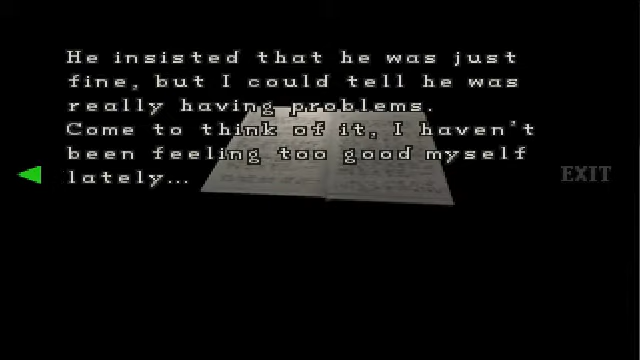 He insisted that he was just
fine, but I could tell he was
really having problems.
Come to think of it, I haven't
been feeling too good myself
lately...
EXIT